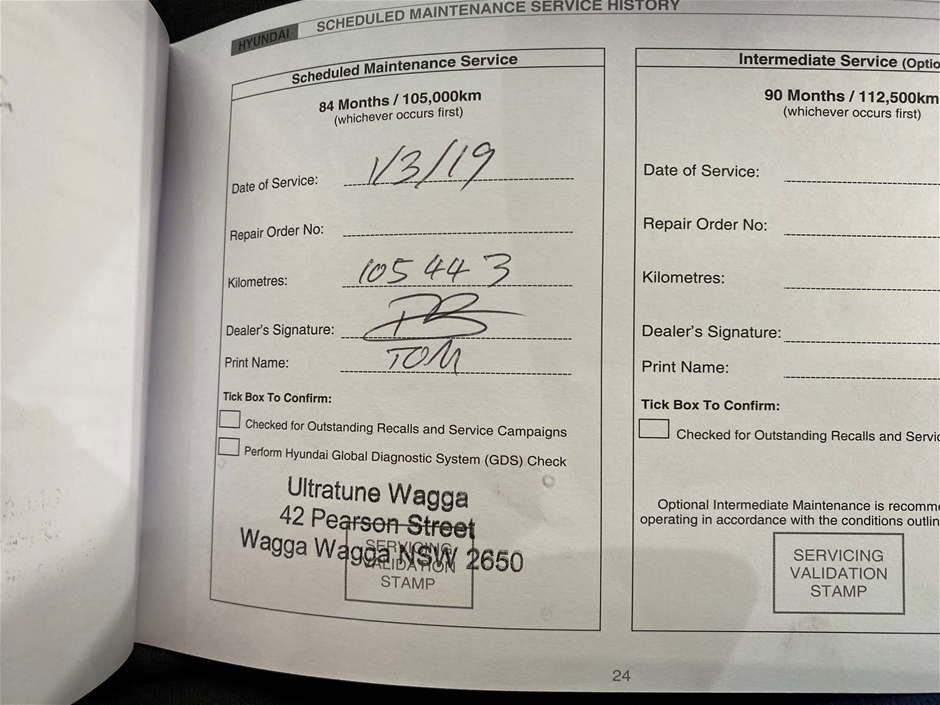 HYUNDAI
SCHEDULED MAINTENANCE SERVICE HISTORY
Scheduled Maintenance Service
84 Months / 105,000km
(whichever occurs first)
Date of Service: 1/3/19
Repair Order No:
Kilometres: 105 443
Dealer's Signature:
Print Name: TOM
Tick Box To Confirm:
Checked for Outstanding Recalls and Service Campaigns
Perform Hyundai Global Diagnostic System (GDS) Check
Ultratune Wagga
42 Pearson Street
Wagga Wagga NSW 2650
SERVICING
VALIDATION
STAMP
Intermediate Service (Optio
90 Months / 112,500km
(whichever occurs first)
Date of Service:
Repair Order No:
Kilometres:
Dealer's Signature:
Print Name:
Tick Box To Confirm:
Checked for Outstanding Recalls and Servic
Optional Intermediate Maintenance is recomme
operating in accordance with the conditions outlin
SERVICING
VALIDATION
STAMP
24